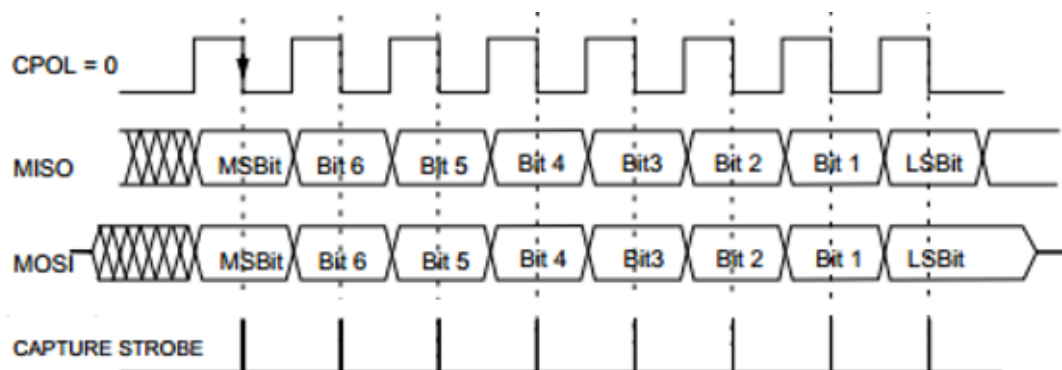 CPOL = 0
MISO MSBit Bit 6 Bit 5 Bit 4 Bit3 Bit 2 Bit 1 LSBit
MOSI MSBit Bit 6 Bit 5 Bit 4 Bit3 Bit 2 Bit 1 LSBit
CAPTURE STROBE